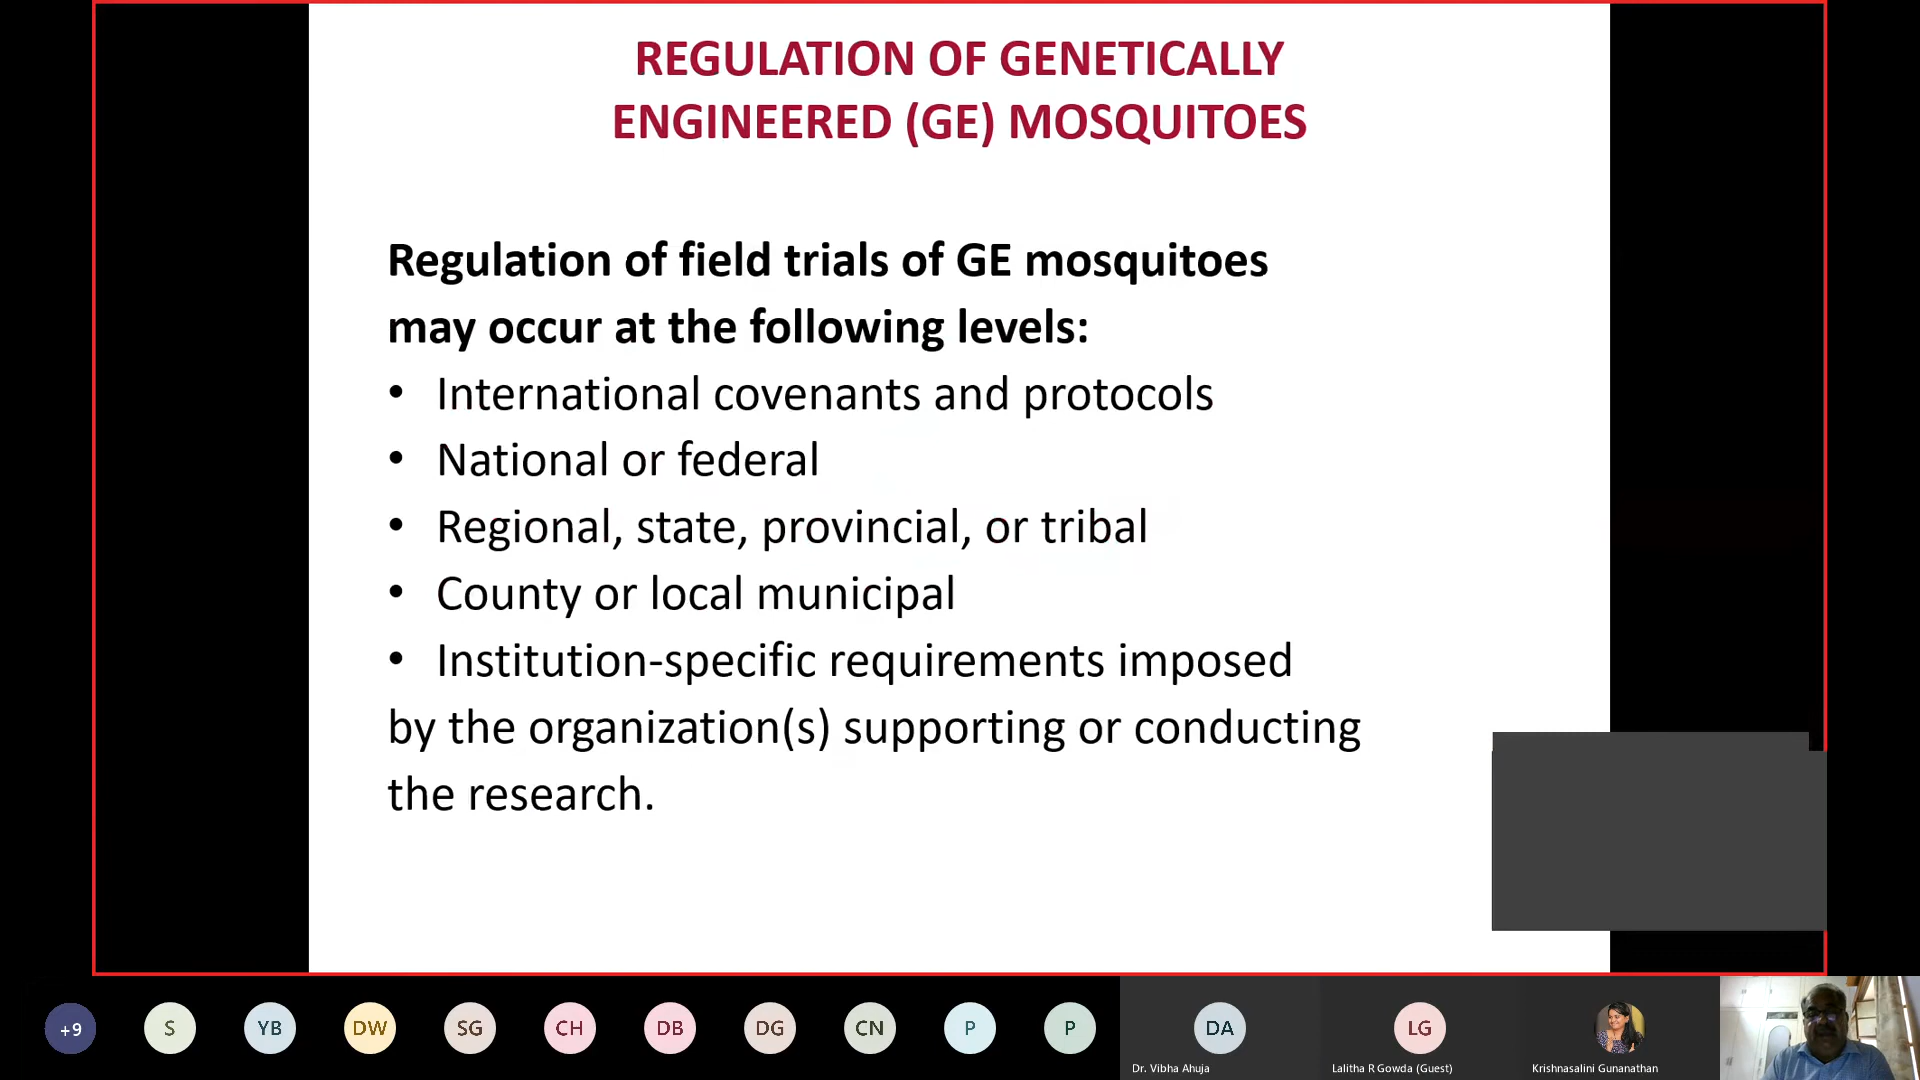 REGULATION OF GENETICALLY
ENGINEERED (GE) MOSQUITOES
Regulation of field trials of GE mosquitoes
may occur at the following levels:
• International covenants and protocols
• National or federal
• Regional, state, provincial, or tribal
• County or local municipal
• Institution-specific requirements imposed
by the organization(s) supporting or conducting
the research.
+9
S
YB
DW
SG
CH
DB
DG
CN
P
P
DA
LG
Dr. Vibha Ahuja
Lalitha R Gowda (Guest)
Krishnasalini Gunanathan